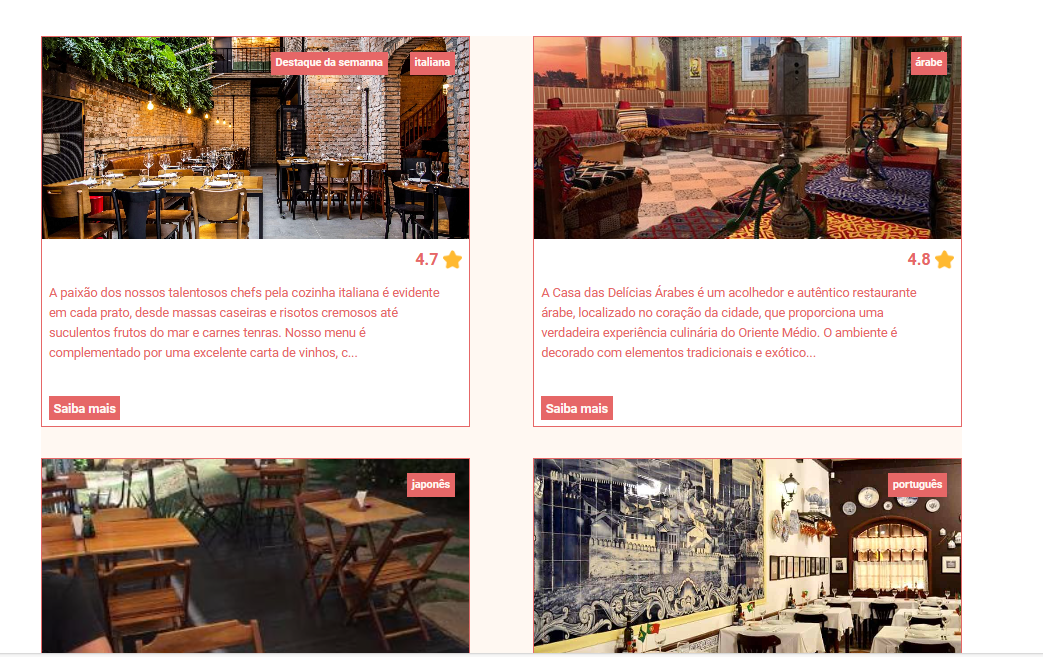 Destaque da semanna
italiana
árabe
4.7
4.8
A paixão dos nossos talentosos chefs pela cozinha italiana é evidente
em cada prato, desde massas caseiras e risotos cremosos até
suculentos frutos do mar e carnes tenras. Nosso menu é
complementado por uma excelente carta de vinhos, c...
A Casa das Delícias Árabes é um acolhedor e autêntico restaurante
árabe, localizado no coração da cidade, que proporciona uma
verdadeira experiência culinária do Oriente Médio. O ambiente é
decorado com elementos tradicionais e exótico...
Saiba mais
Saiba mais
japonês
português